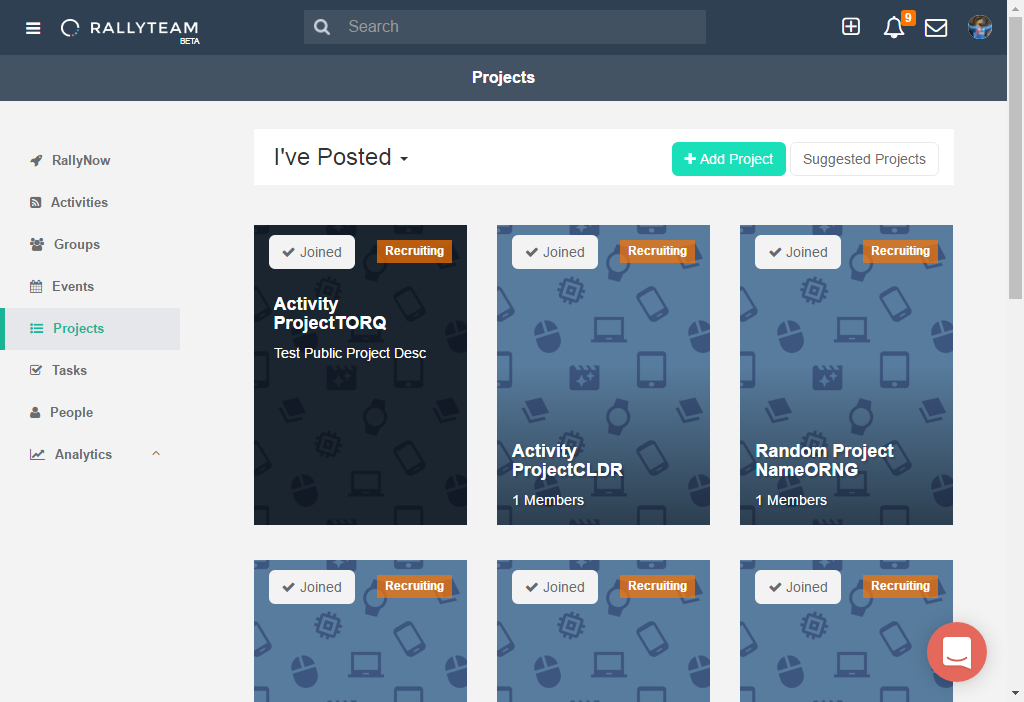 RALLYTEAM
BETA
Search
9
Projects
RallyNow
Activities
Groups
Events
Projects
Tasks
People
Analytics
I've Posted
Add Project
Suggested Projects
Joined
Recruiting
Activity
ProjectTORQ
Test Public Project Desc
Joined
Recruiting
Activity
ProjectCLDR
1 Members
Joined
Recruiting
Random Project
NameORNG
1 Members
Joined
Recruiting
Joined
Recruiting
Joined
Recruiting